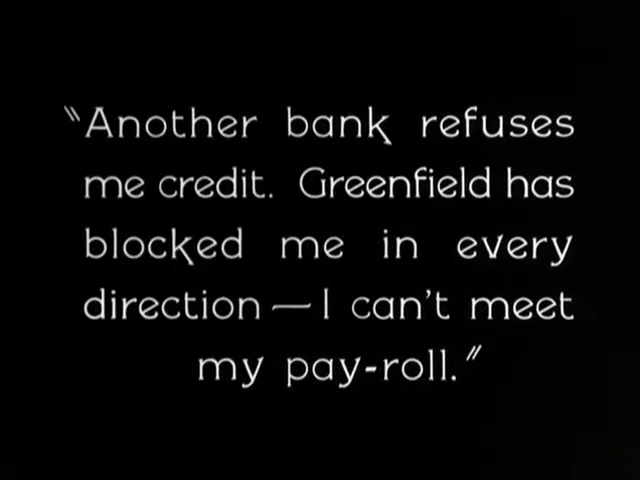 "Another bank refuses
me credit. Greenfield has
blocked me in every
direction — I can't meet
my pay-roll."